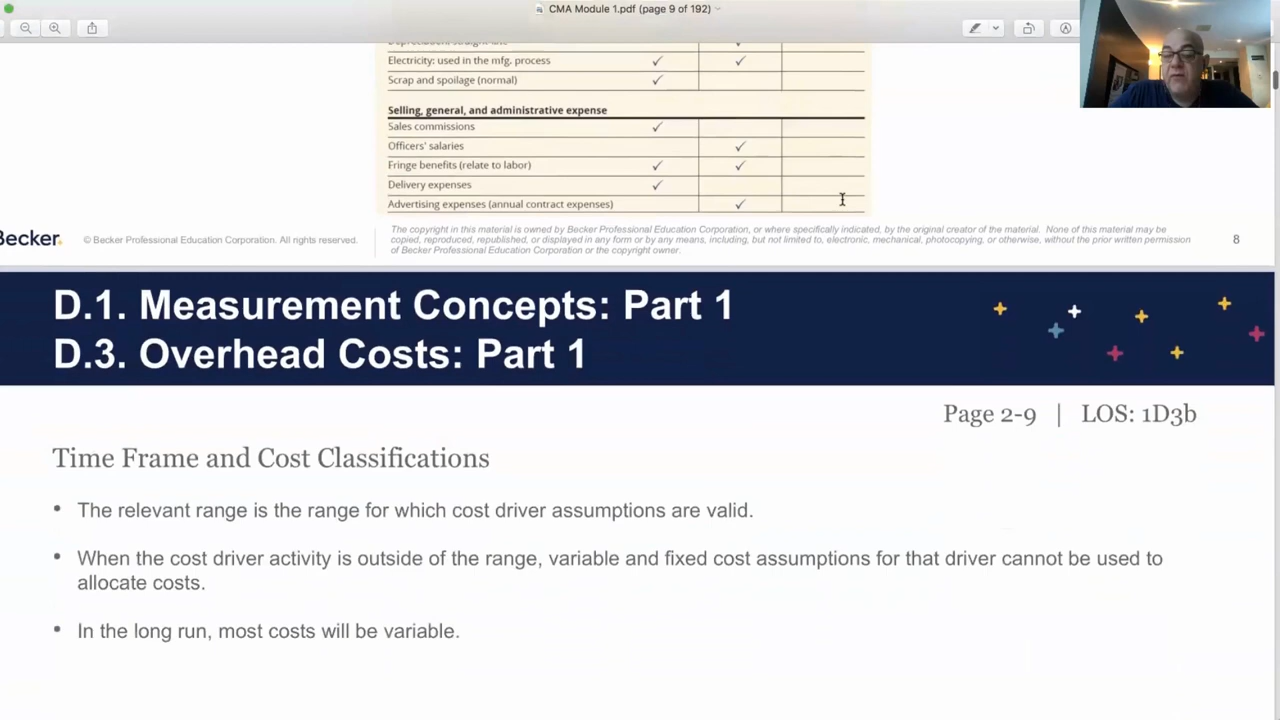 CMA Module 1.pdf (page 9 of 192)
Electricity: used in the mfg. process ✓ ✓
Scrap and spoilage (normal) ✓
Selling, general, and administrative expense
Sales commissions ✓
Officers' salaries ✓
Fringe benefits (relate to labor) ✓ ✓
Delivery expenses ✓
Advertising expenses (annual contract expenses) ✓
Becker.
© Becker Professional Education Corporation. All rights reserved.
The copyright in this material is owned by Becker Professional Education Corporation, or where specifically indicated, by the original creator of the material. None of this material may be
copied, reproduced, republished, or displayed in any form or by any means, including, but not limited to, electronic, mechanical, photocopying, or otherwise, without the prior written permission
of Becker Professional Education Corporation or the copyright owner.
8
D.1. Measurement Concepts: Part 1
D.3. Overhead Costs: Part 1
Page 2-9 | LOS: 1D3b
Time Frame and Cost Classifications
• The relevant range is the range for which cost driver assumptions are valid.
• When the cost driver activity is outside of the range, variable and fixed cost assumptions for that driver cannot be used to
allocate costs.
• In the long run, most costs will be variable.